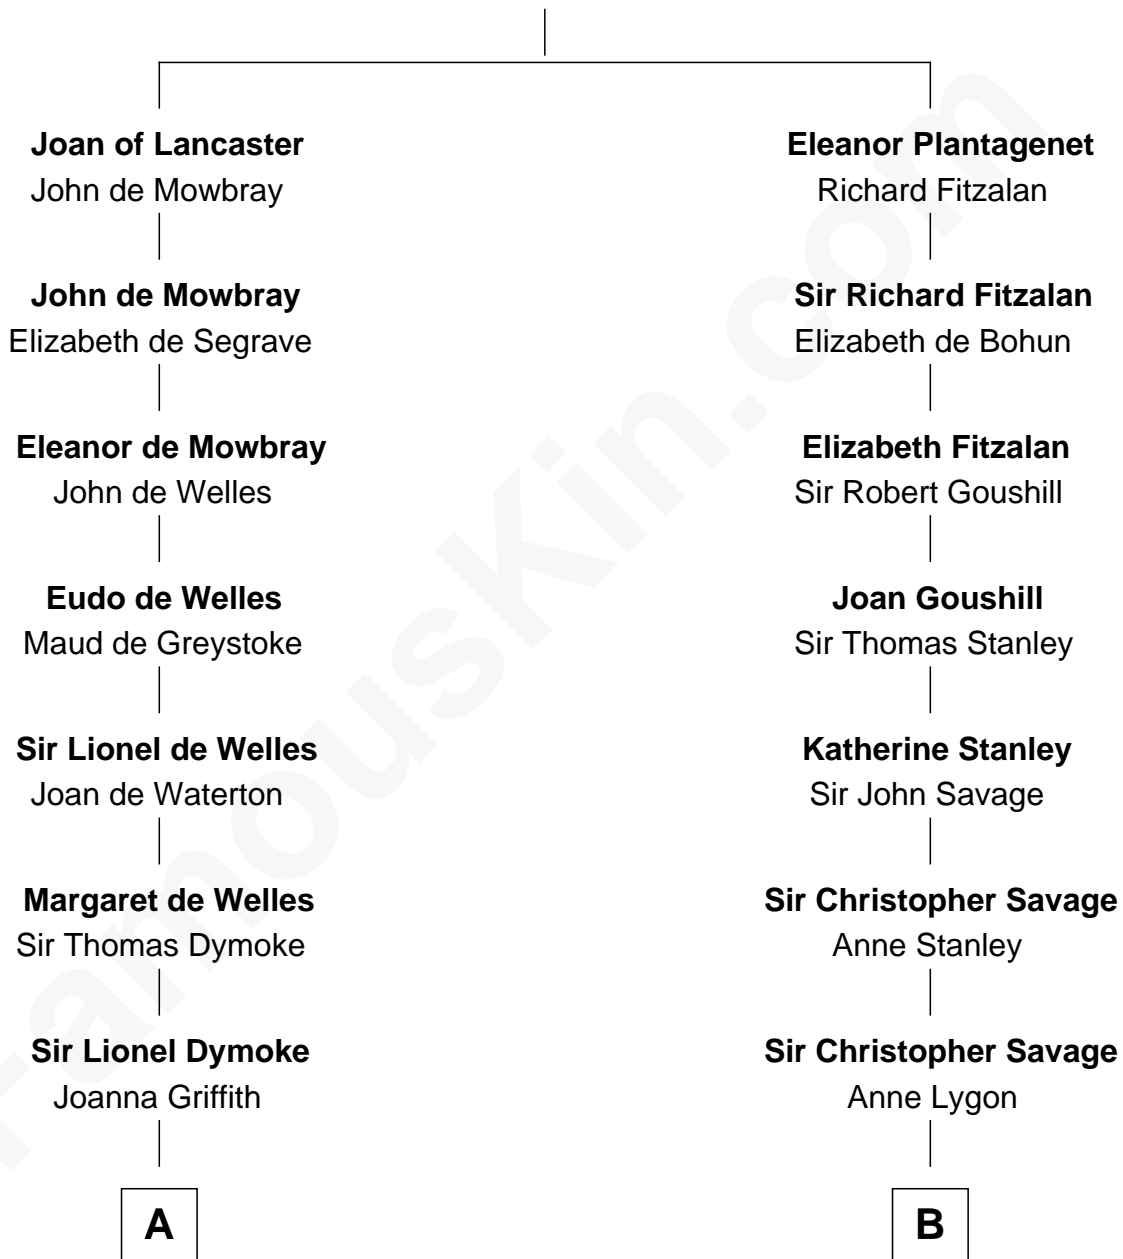 Joan of Lancaster
John de Mowbray
John de Mowbray
Elizabeth de Segrave
Eleanor de Mowbray
John de Welles
Eudo de Welles
Maud de Greystoke
Sir Lionel de Welles
Joan de Waterton
Margaret de Welles
Sir Thomas Dymoke
Sir Lionel Dymoke
Joanna Griffith
A
Eleanor Plantagenet
Richard Fitzalan
Sir Richard Fitzalan
Elizabeth de Bohun
Elizabeth Fitzalan
Sir Robert Goushill
Joan Goushill
Sir Thomas Stanley
Katherine Stanley
Sir John Savage
Sir Christopher Savage
Anne Stanley
Sir Christopher Savage
Anne Lygon
B
FamousKin.com